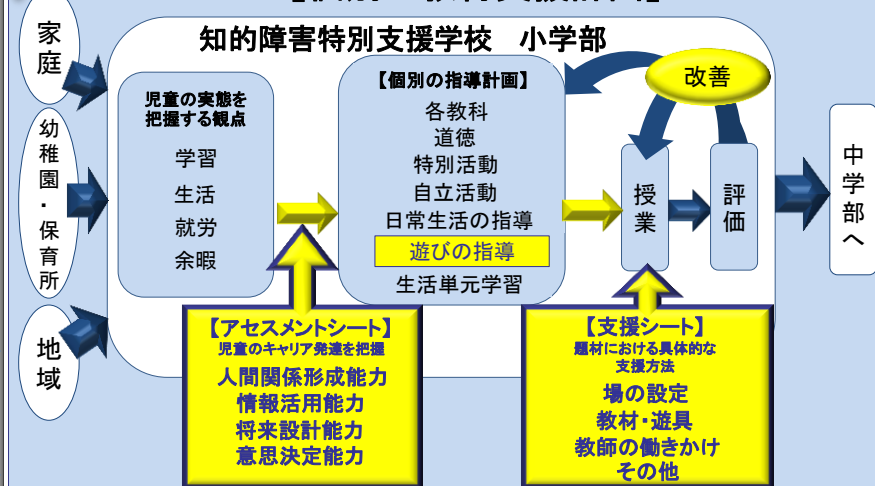 知的障害特別支援学校　小学部
家庭
幼稚園・保育所
地域
児童の実態を
把握する観点
学習
生活
就労
余暇
【個別の指導計画】
各教科
道徳
特別活動
自立活動
日常生活の指導
遊びの指導
生活単元学習
改善
授業
評価
中学部へ
【アセスメントシート】
児童のキャリア発達を把握
人間関係形成能力
情報活用能力
将来設計能力
意思決定能力
【支援シート】
題材における具体的な
支援方法
場の設定
教材・遊具
教師の働きかけ
その他